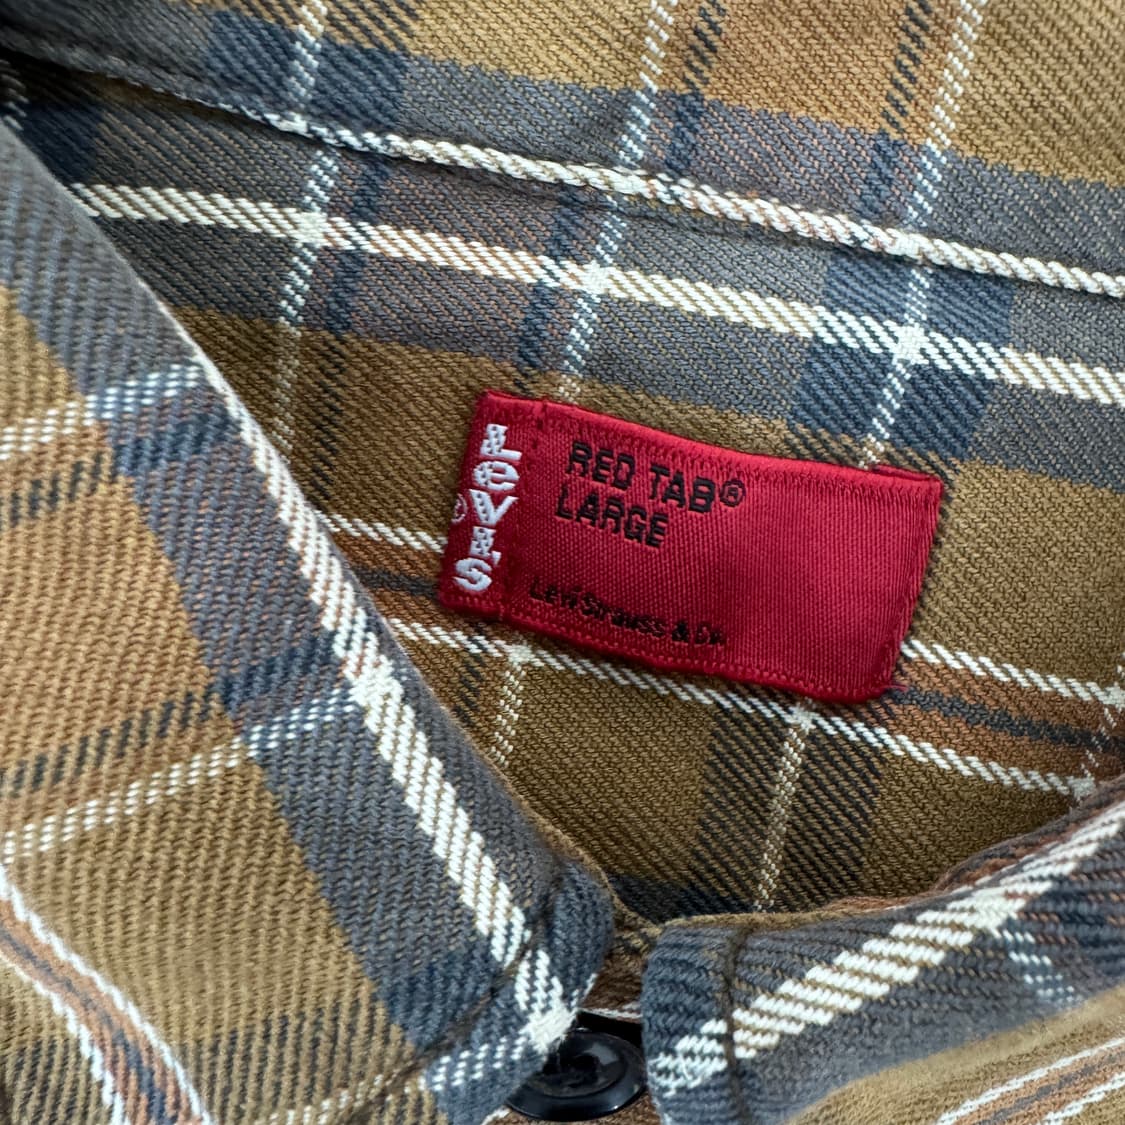 LEVI'S
®
RED TAB®
LARGE
Levi Strauss & Co.